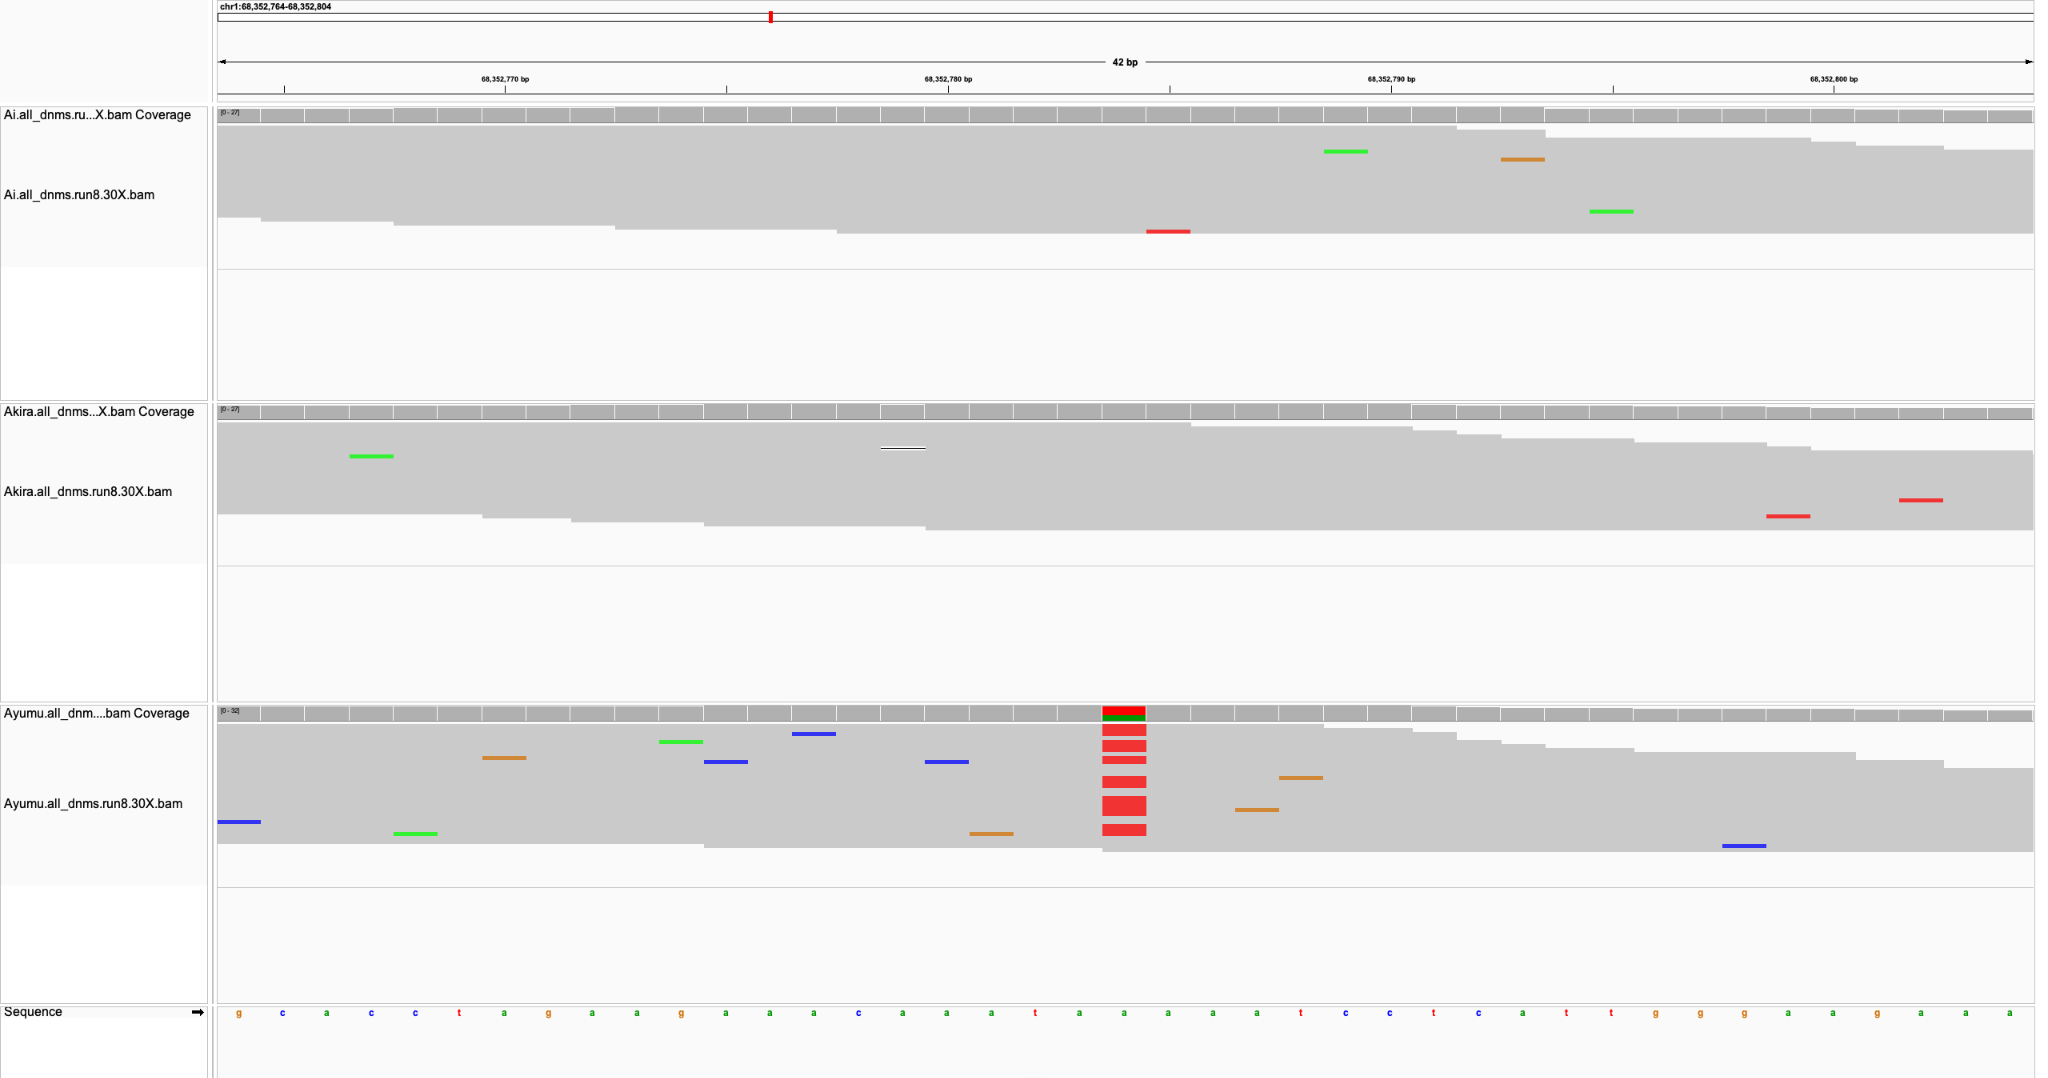 chr1:68,352,764-68,352,804
42 bp
68,352,770 bp 68,352,780 bp 68,352,790 bp 68,352,800 bp
Ai.all_dnms.ru...X.bam Coverage
[0 - 27]
Ai.all_dnms.run8.30X.bam
Akira.all_dnms...X.bam Coverage
[0 - 27]
Akira.all_dnms.run8.30X.bam
Ayumu.all_dnm....bam Coverage
[0 - 32]
Ayumu.all_dnms.run8.30X.bam
Sequence
g c a c c t a g a a g a a a c a a a t a a a a a t c c t c a t t g g g a a g a a a